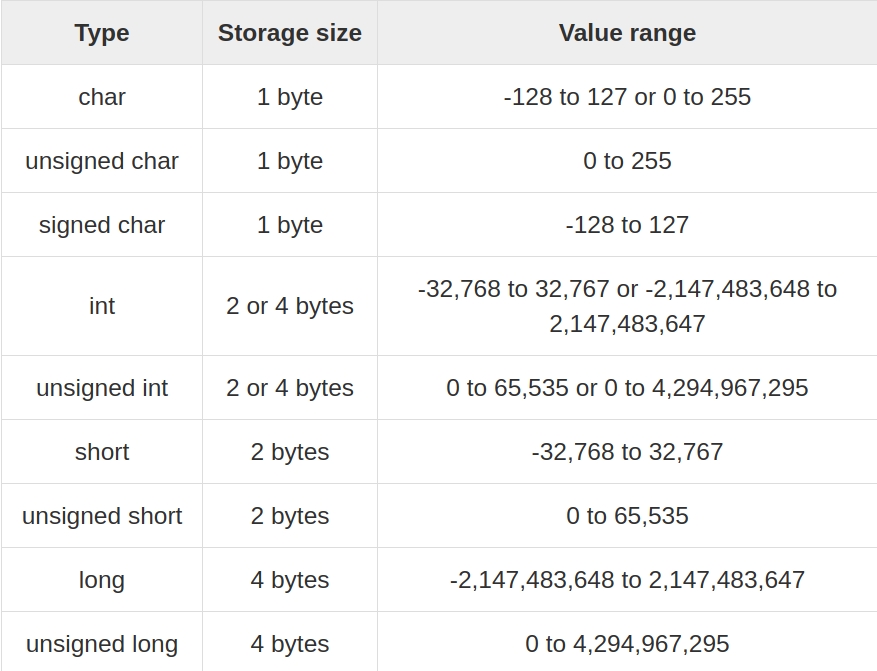 Type Storage size Value range
char 1 byte -128 to 127 or 0 to 255
unsigned char 1 byte 0 to 255
signed char 1 byte -128 to 127
int 2 or 4 bytes -32,768 to 32,767 or -2,147,483,648 to
2,147,483,647
unsigned int 2 or 4 bytes 0 to 65,535 or 0 to 4,294,967,295
short 2 bytes -32,768 to 32,767
unsigned short 2 bytes 0 to 65,535
long 4 bytes -2,147,483,648 to 2,147,483,647
unsigned long 4 bytes 0 to 4,294,967,295